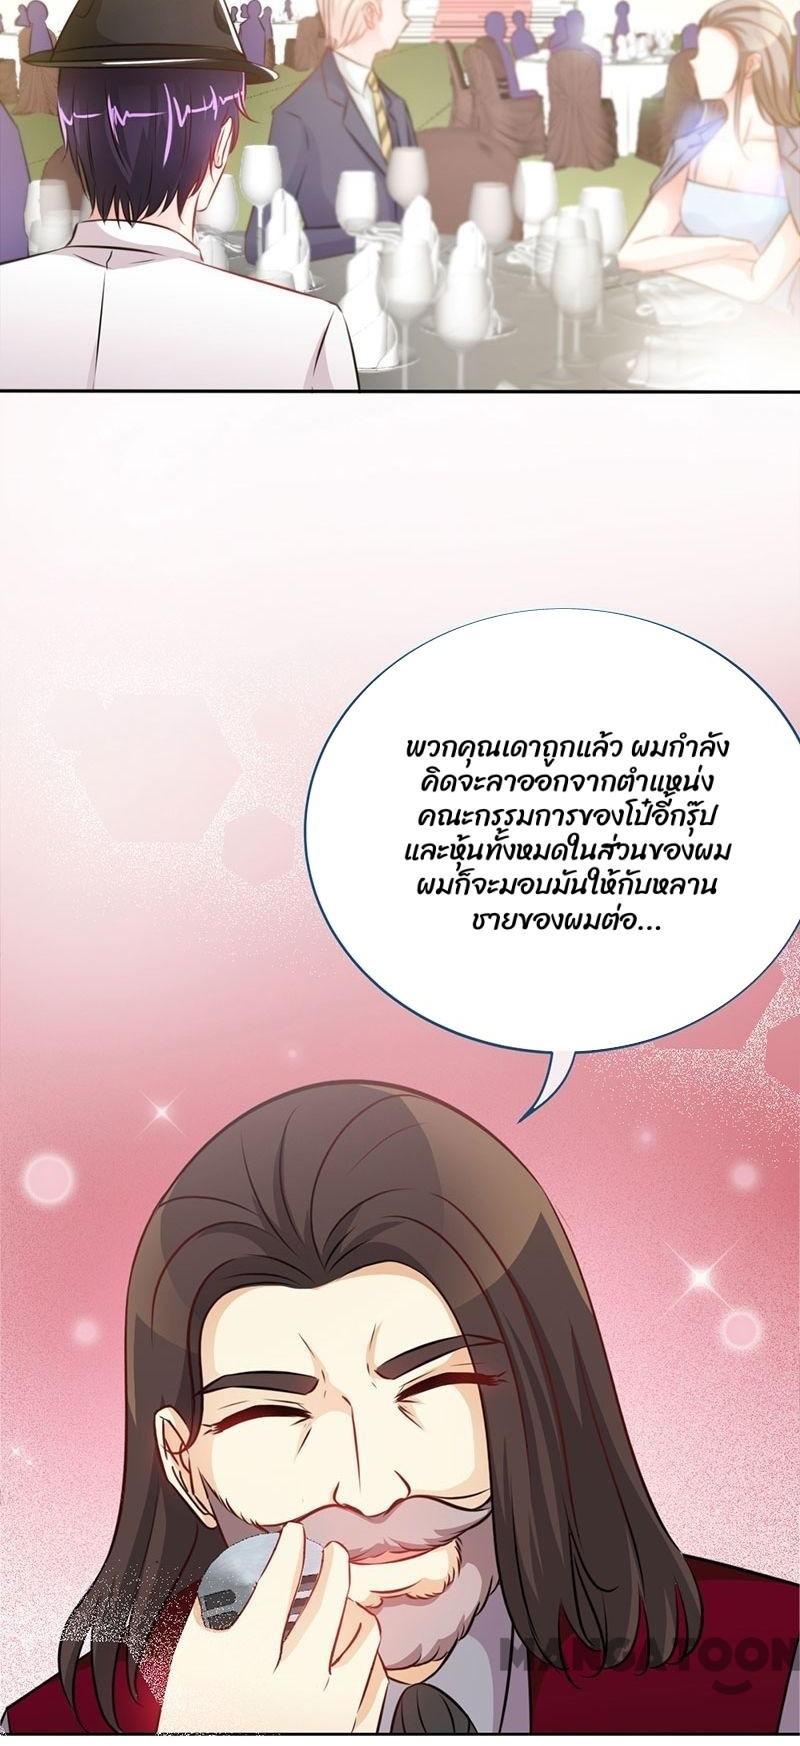 พวกคุณเดาถูกแล้ว ผมกำลัง
คิดจะลาออกจากตำแหน่ง
คณะกรรมการของโป๋อี้กรุ๊ป
และหุ้นทั้งหมดในส่วนของผม
ผมก็จะมอบมันให้กับหลาน
ชายของผมต่อ...
MANGATOON